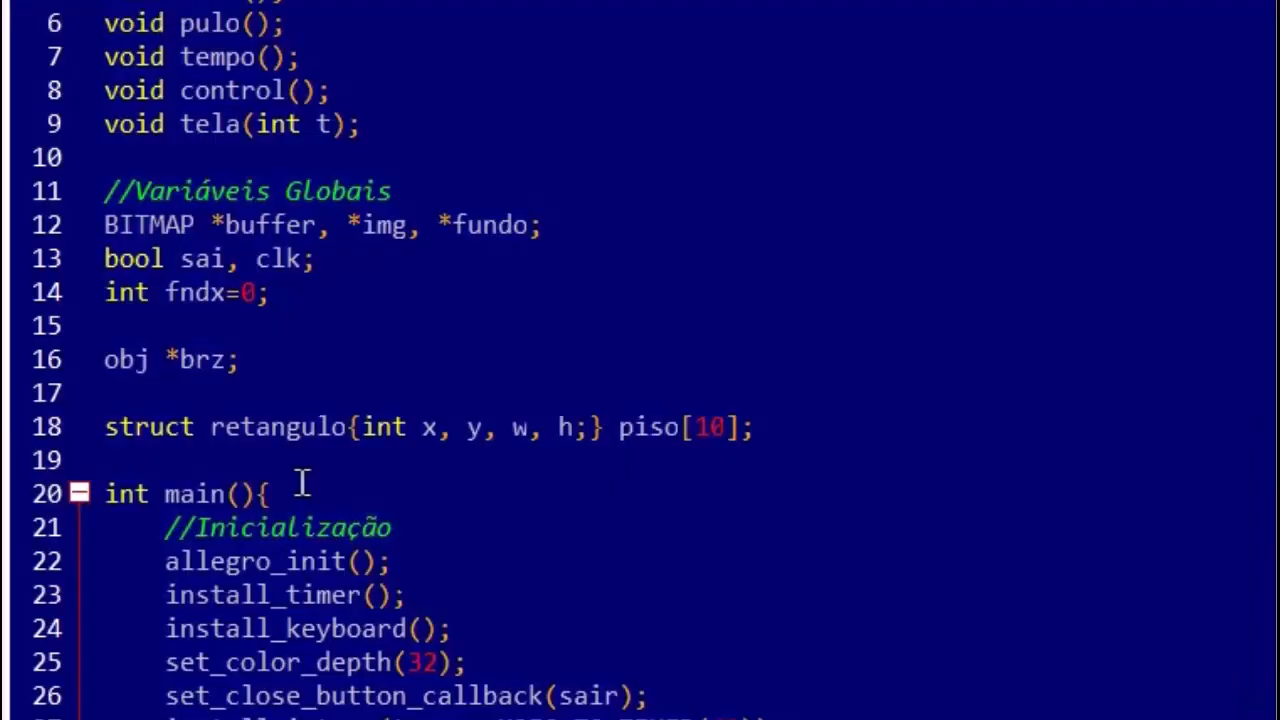 6 void pulo();
7 void tempo();
8 void control();
9 void tela(int t);
10
11 //Variáveis Globais
12 BITMAP *buffer, *img, *fundo;
13 bool sai, clk;
14 int fndx=0;
15
16 obj *brz;
17
18 struct retangulo{int x, y, w, h;} piso[10];
19
20 int main(){
21 //Inicialização
22 allegro_init();
23 install_timer();
24 install_keyboard();
25 set_color_depth(32);
26 set_close_button_callback(sair);